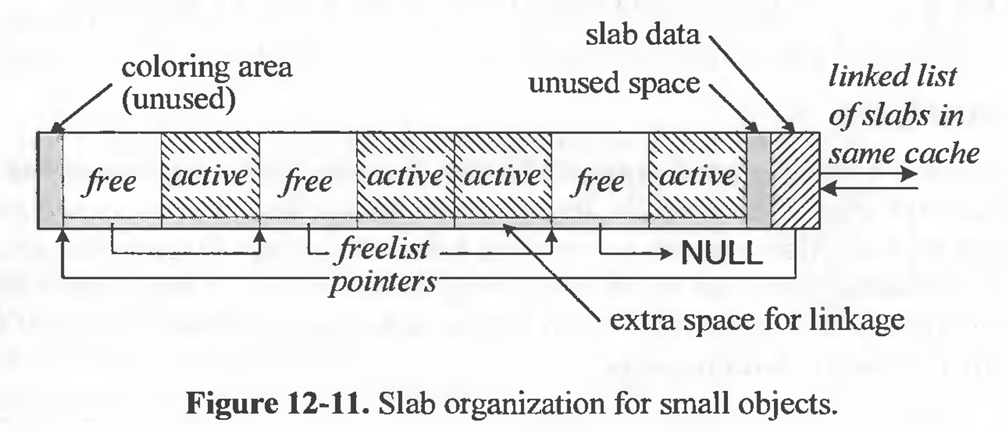 slab data
coloring area
(unused)
unused space
linked list
of slabs in
same cache
free
active
free
active
active
free
active
freelist
pointers
NULL
extra space for linkage
Figure 12-11. Slab organization for small objects.